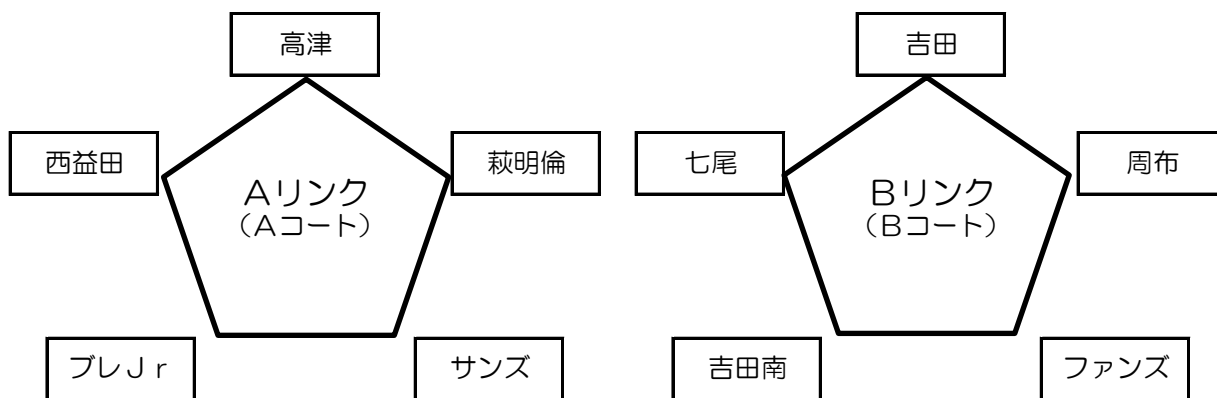 高津
吉田
西益田
萩明倫
七尾
周布
Aリンク
(Aコート)
Bリンク
(Bコート)
ブレJr
サンズ
吉田南
ファンズ